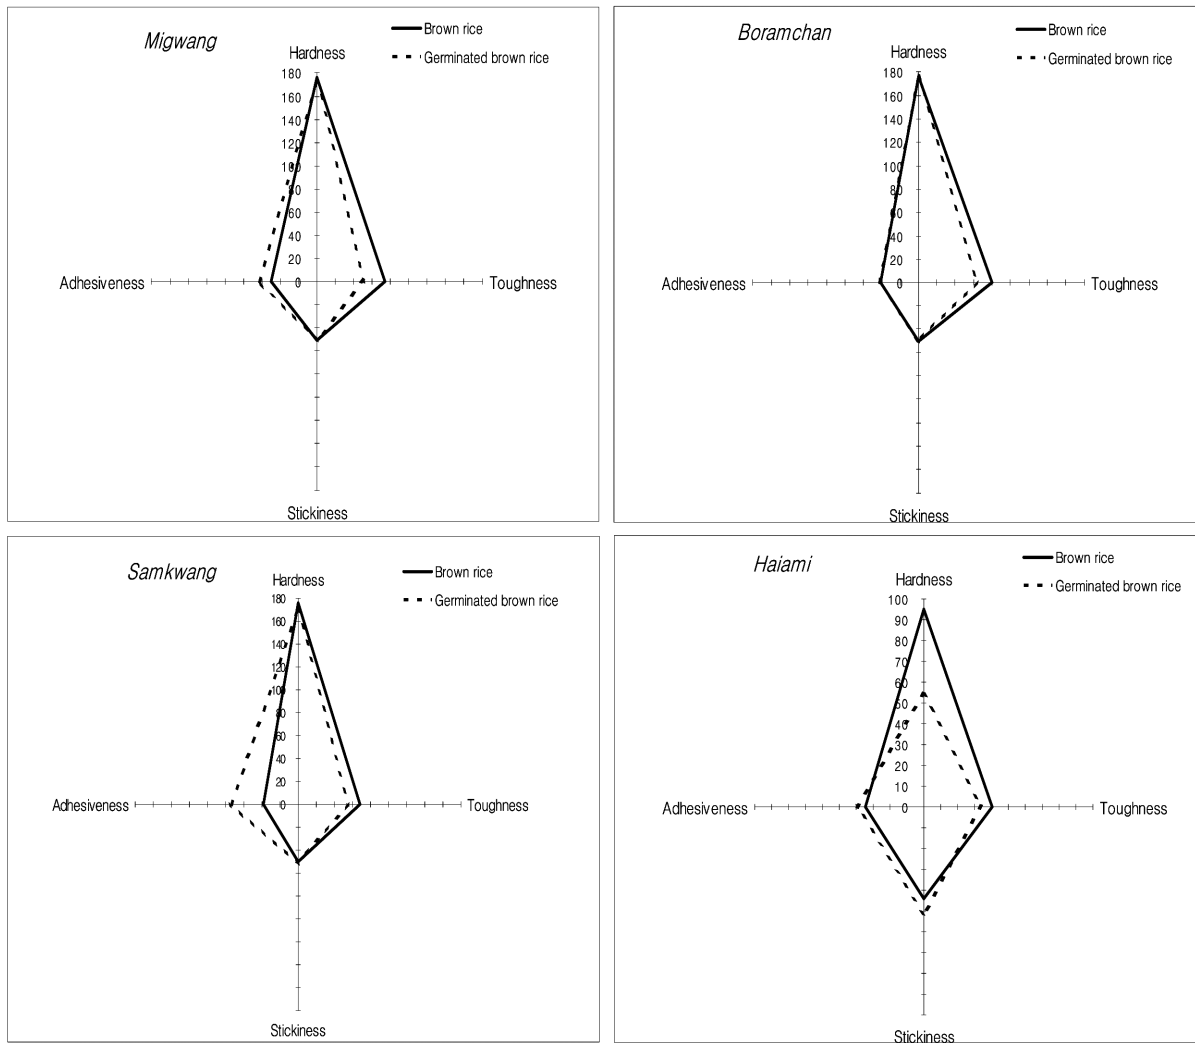 Migwang
Brown rice
Germinated brown rice
Hardness
180
160
140
120
100
80
60
40
20
0
Adhesiveness
Toughness
Stickiness
Boramchan
Brown rice
Germinated brown rice
Hardness
180
160
140
120
100
80
60
40
20
0
Adhesiveness
Toughness
Stickiness
Samkwang
Brown rice
Germinated brown rice
Hardness
180
160
140
120
100
80
60
40
20
0
Adhesiveness
Toughness
Stickiness
Haiami
Brown rice
Germinated brown rice
Hardness
100
90
80
70
60
50
40
30
20
10
0
Adhesiveness
Toughness
Stickiness